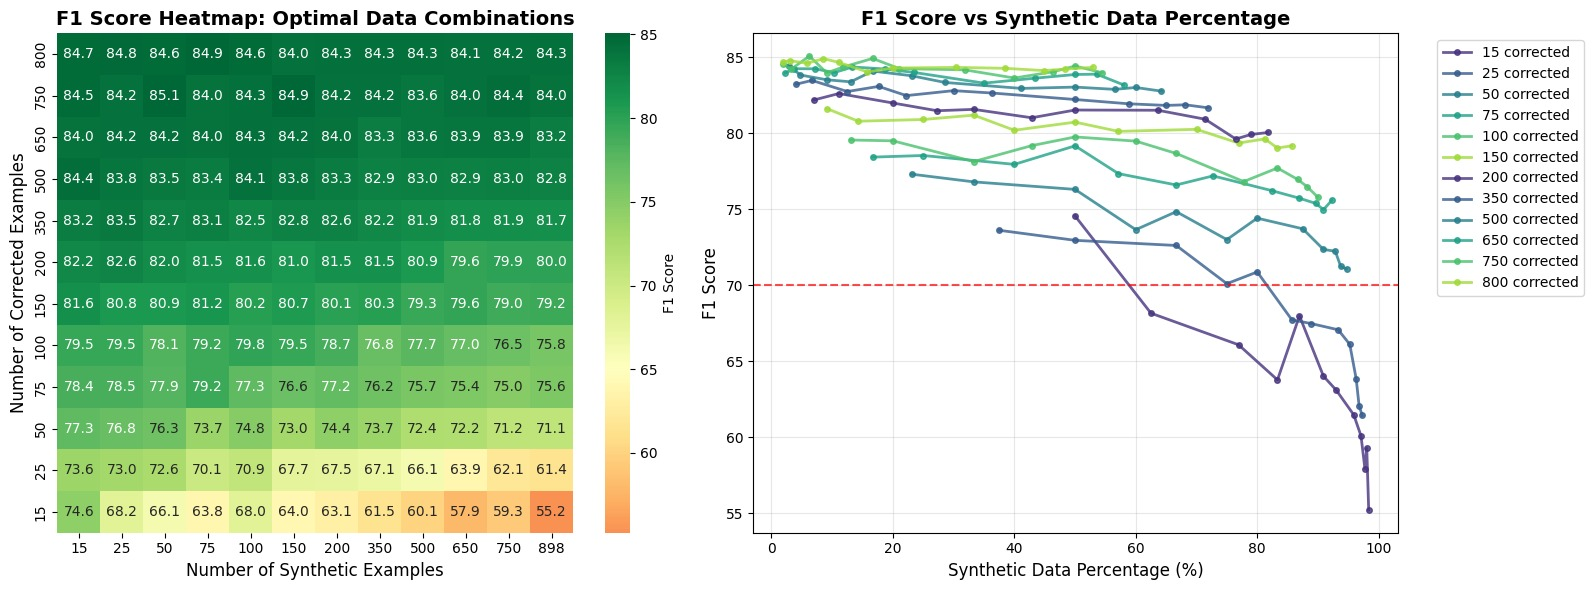 F1 Score Heatmap: Optimal Data Combinations
Number of Corrected Examples
800 84.7 84.8 84.6 84.9 84.6 84.0 84.3 84.3 84.3 84.1 84.2 84.3
750 84.5 84.2 85.1 84.0 84.3 84.9 84.2 84.2 83.6 84.0 84.4 84.0
650 84.0 84.2 84.2 84.0 84.3 84.2 84.0 83.3 83.6 83.9 83.9 83.2
500 84.4 83.8 83.5 83.4 84.1 83.8 83.3 82.9 83.0 82.9 83.0 82.8
350 83.2 83.5 82.7 83.1 82.5 82.8 82.6 82.2 81.9 81.8 81.9 81.7
200 82.2 82.6 82.0 81.5 81.6 81.0 81.5 81.5 80.9 79.6 79.9 80.0
150 81.6 80.8 80.9 81.2 80.2 80.7 80.1 80.3 79.3 79.6 79.0 79.2
100 79.5 79.5 78.1 79.2 79.8 79.5 78.7 76.8 77.7 77.0 76.5 75.8
75 78.4 78.5 77.9 79.2 77.3 76.6 77.2 76.2 75.7 75.4 75.0 75.6
50 77.3 76.8 76.3 73.7 74.8 73.0 74.4 73.7 72.4 72.2 71.2 71.1
25 73.6 73.0 72.6 70.1 70.9 67.7 67.5 67.1 66.1 63.9 62.1 61.4
15 74.6 68.2 66.1 63.8 68.0 64.0 63.1 61.5 60.1 57.9 59.3 55.2
15 25 50 75 100 150 200 350 500 650 750 898
Number of Synthetic Examples
85
80
75
70
65
60
F1 Score
F1 Score vs Synthetic Data Percentage
F1 Score
85
80
75
70
65
60
55
0 20 40 60 80 100
Synthetic Data Percentage (%)
15 corrected
25 corrected
50 corrected
75 corrected
100 corrected
150 corrected
200 corrected
350 corrected
500 corrected
650 corrected
750 corrected
800 corrected